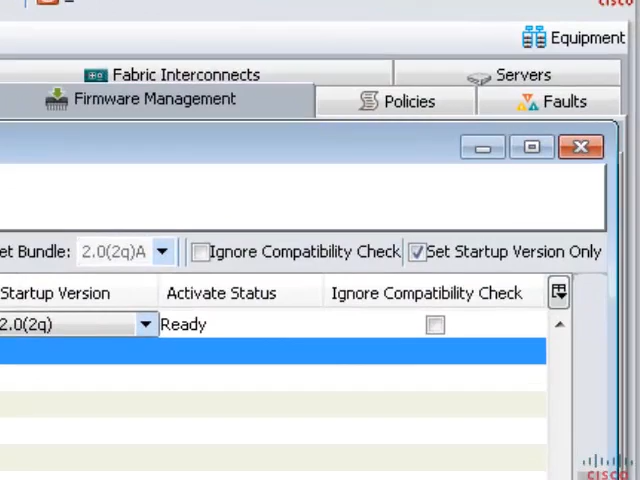 CISCO
Equipment
Fabric Interconnects
Servers
Firmware Management
Policies
Faults
et Bundle: 2.0(2q)A
Ignore Compatibility Check
Set Startup Version Only
Startup Version
Activate Status
Ignore Compatibility Check
2.0(2q)
Ready
CISCO